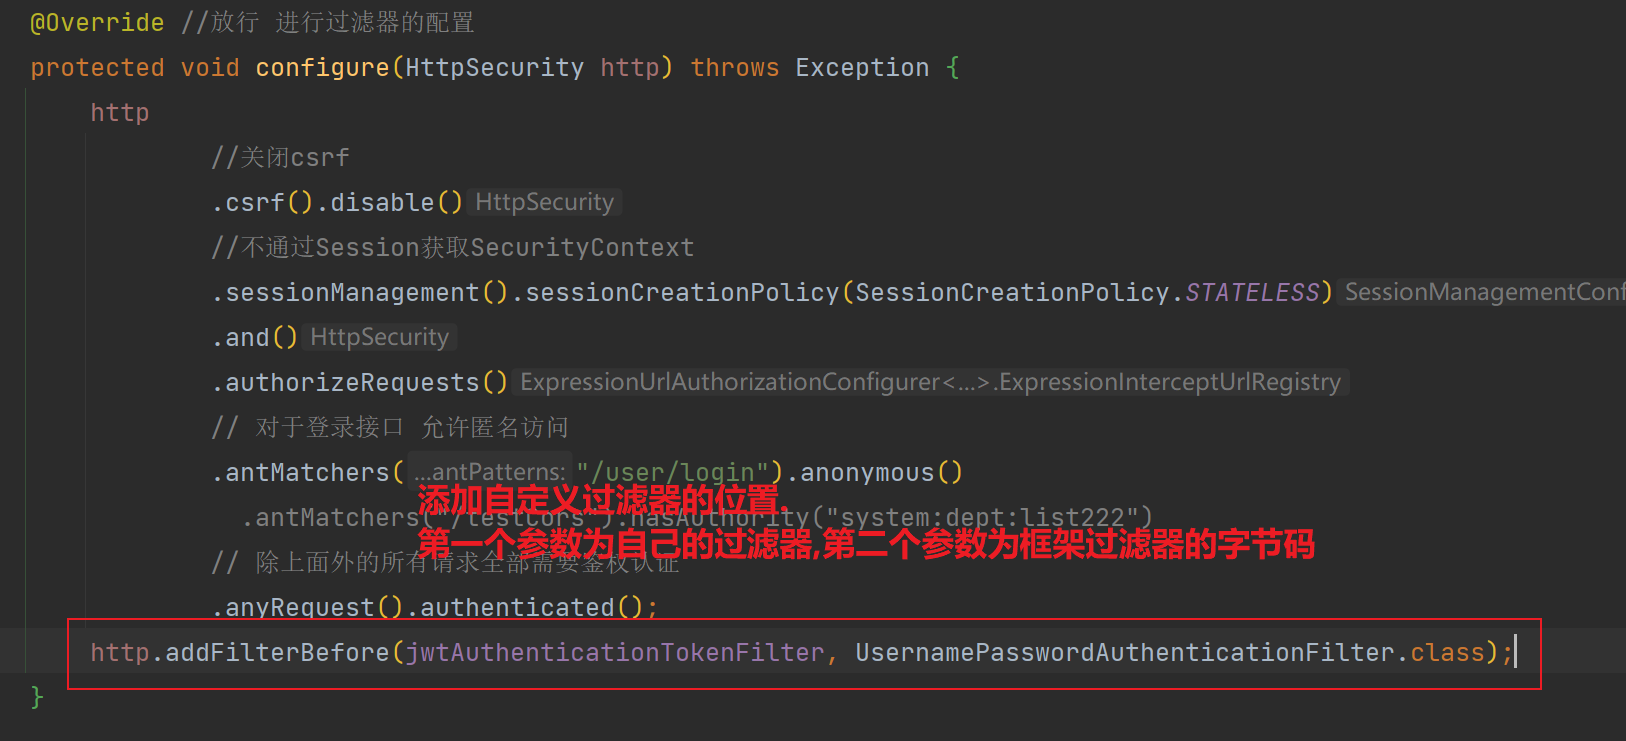 @Override //放行 进行过滤器的配置
protected void configure(HttpSecurity http) throws Exception {
http
//关闭csrf
.csrf().disable() HttpSecurity
//不通过Session获取SecurityContext
.sessionManagement().sessionCreationPolicy(SessionCreationPolicy.STATELESS) SessionManagementConf
.and() HttpSecurity
.authorizeRequests() ExpressionUrlAuthorizationConfigurer<...>.ExpressionInterceptUrlRegistry
// 对于登录接口 允许匿名访问
.antMatchers( ...antPatterns: "/user/login").anonymous()
添加自定义过滤器的位置.
.antMatchers("/testCors").hasAuthority("system:dept:list222")
第一个参数为自己的过滤器,第二个参数为框架过滤器的字节码
// 除上面外的所有请求全部需要鉴权认证
.anyRequest().authenticated();
http.addFilterBefore(jwtAuthenticationTokenFilter, UsernamePasswordAuthenticationFilter.class);
}